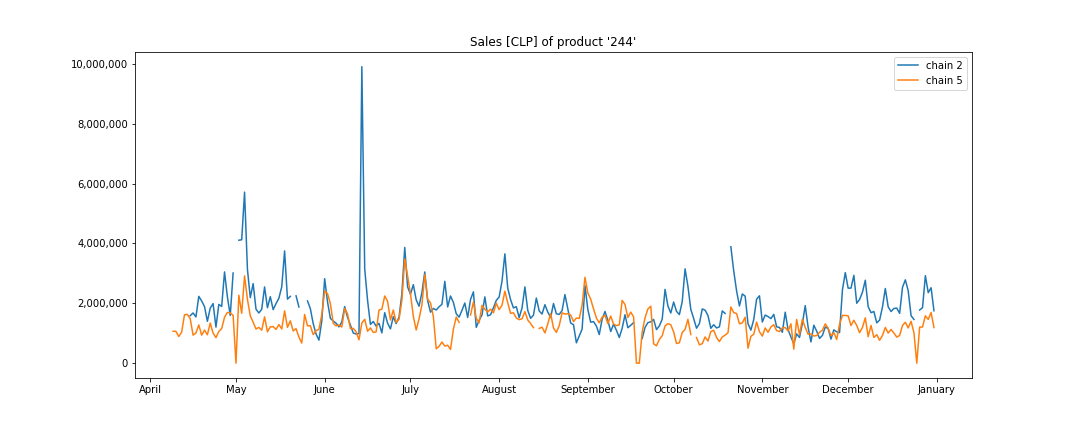 Sales [CLP] of product '244'
10,000,000
8,000,000
6,000,000
4,000,000
2,000,000
0
chain 2
chain 5
April May June July August September October November December January